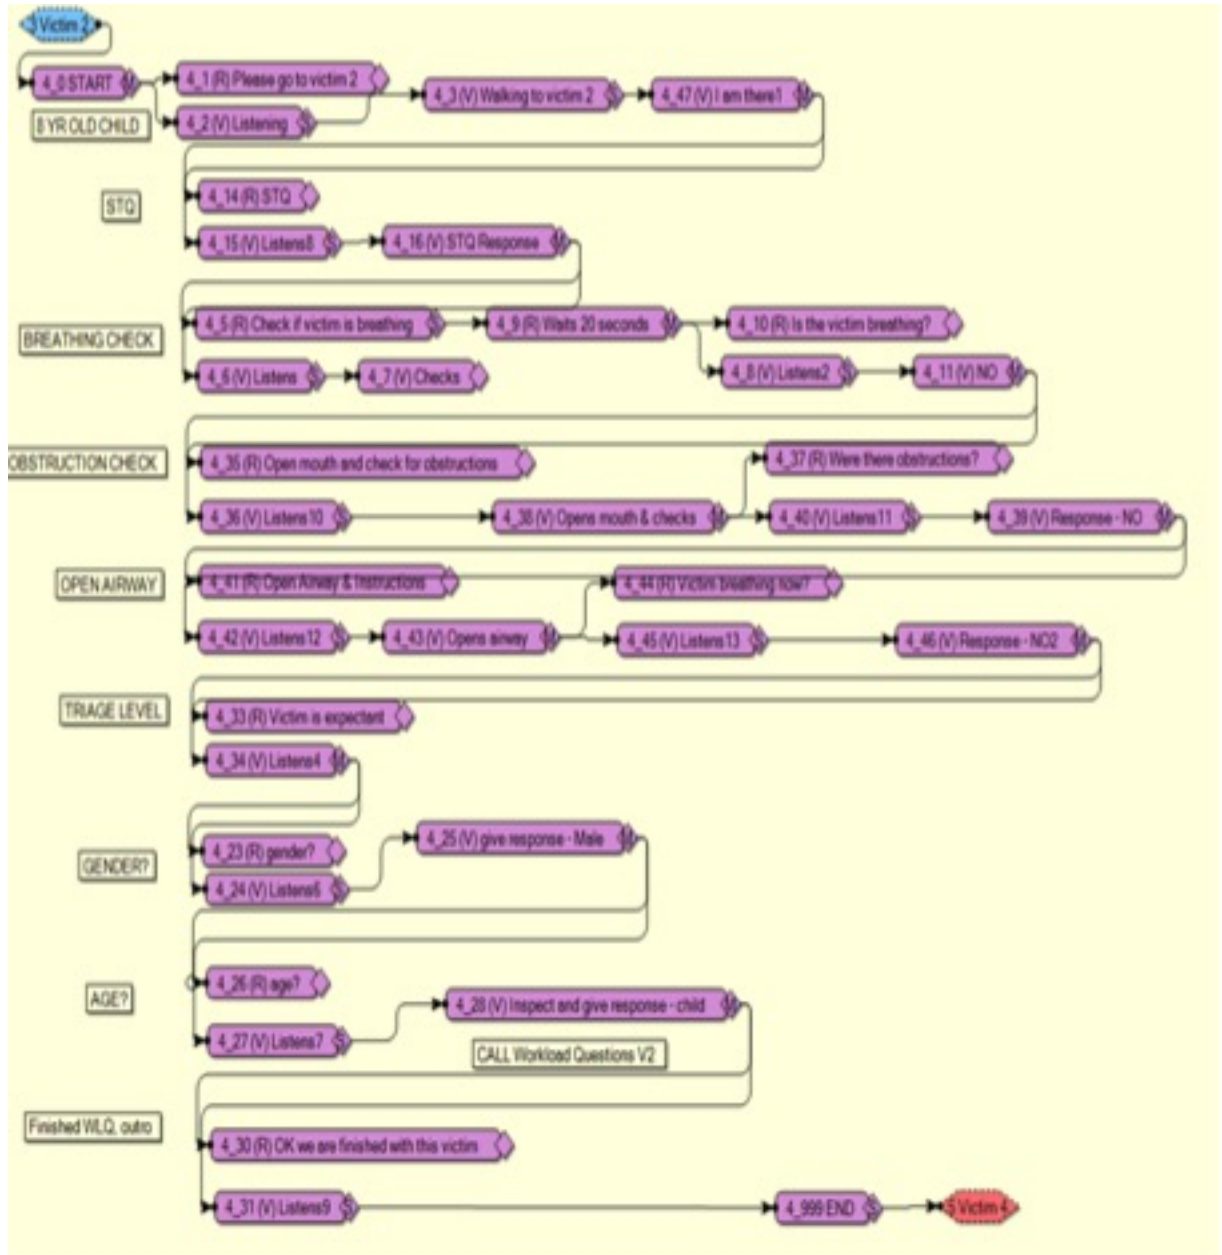 3 Victim 2
4_0 START
4_1 (R) Please go to victim 2
4_2 (V) Listening
4_3 (V) Walking to victim 2
4_47 (V) I am there1
8 YR OLD CHILD
STQ
4_14 (R) STQ
4_15 (V) Listens8
4_16 (V) STQ Response
BREATHING CHECK
4_5 (R) Check if victim is breathing
4_9 (R) Waits 20 seconds
4_10 (R) Is the victim breathing?
4_6 (V) Listens
4_7 (V) Checks
4_8 (V) Listens2
4_11 (V) NO
OBSTRUCTION CHECK
4_35 (R) Open mouth and check for obstructions
4_37 (R) Were there obstructions?
4_36 (V) Listens10
4_38 (V) Opens mouth & checks
4_40 (V) Listens11
4_39 (V) Response - NO
OPEN AIRWAY
4_41 (R) Open Airway & Instructions
4_44 (R) Victim breathing now?
4_42 (V) Listens12
4_43 (V) Opens airway
4_45 (V) Listens13
4_46 (V) Response - NO2
TRIAGE LEVEL
4_33 (R) Victim is expectant
4_34 (V) Listens4
GENDER?
4_23 (R) gender?
4_24 (V) Listens6
4_25 (V) give response - Male
AGE?
4_26 (R) age?
4_27 (V) Listens7
4_28 (V) Inspect and give response - child
CALL Workload Questions V2
Finished WLQ, outro
4_30 (R) OK we are finished with this victim
4_31 (V) Listens9
4_999 END
5 Victim 4